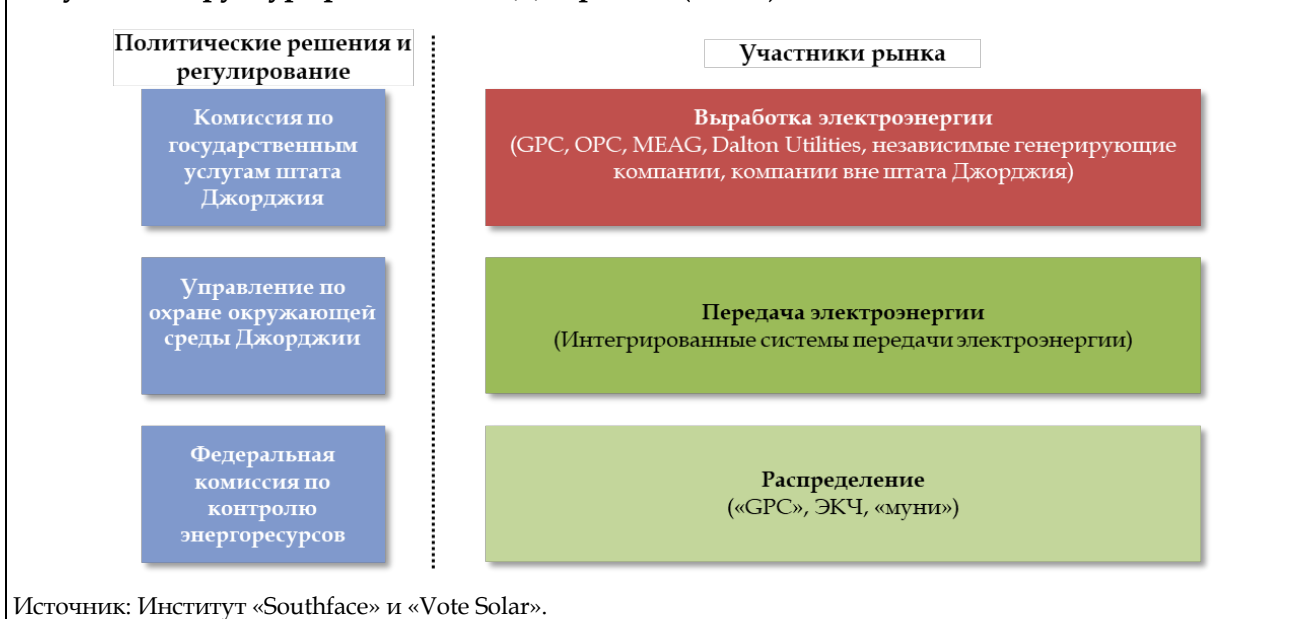 Политические решения и
регулирование
Участники рынка
Комиссия по
государственным
услугам штата
Джорджия
Выработка электроэнергии
(GPC, OPC, MEAG, Dalton Utilities, независимые генерирующие
компании, компании вне штата Джорджия)
Управление по
охране окружающей
среды Джорджии
Передача электроэнергии
(Интегрированные системы передачи электроэнергии)
Федеральная
комиссия по
контролю
энергоресурсов
Распределение
(«GPC», ЭКЧ, «муни»)
Источник: Институт «Southface» и «Vote Solar».